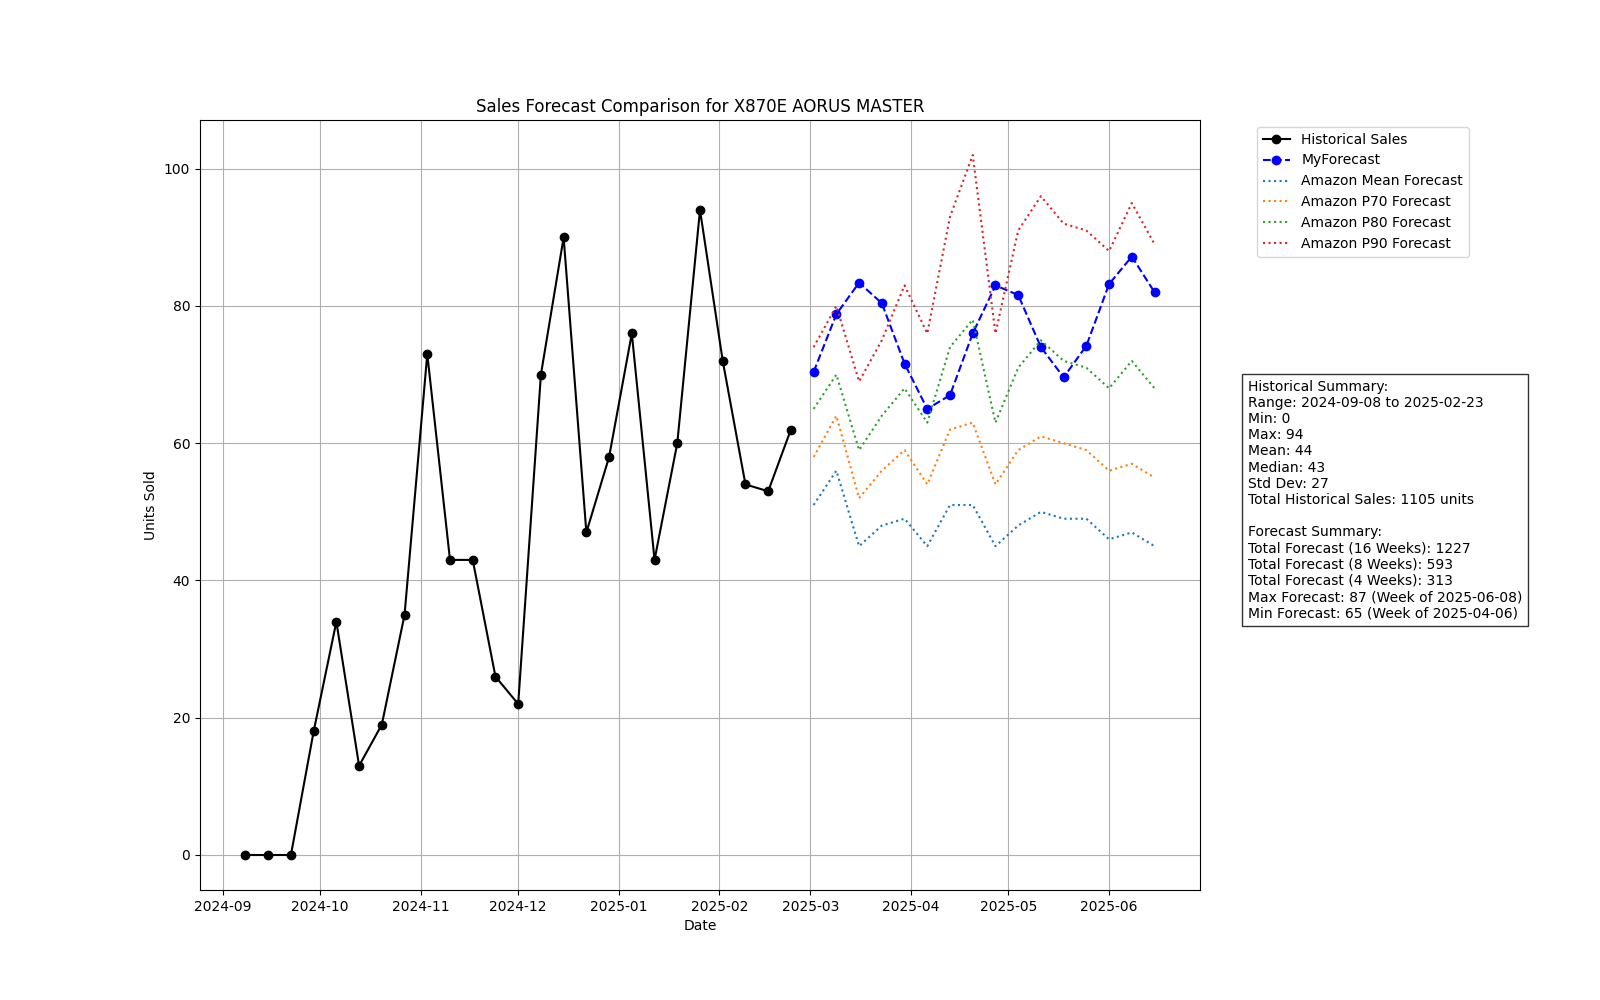 Sales Forecast Comparison for X870E AORUS MASTER
Units Sold
100
80
60
40
20
0
2024-09
2024-10
2024-11
2024-12
2025-01
2025-02
2025-03
2025-04
2025-05
2025-06
Date
Historical Sales
MyForecast
Amazon Mean Forecast
Amazon P70 Forecast
Amazon P80 Forecast
Amazon P90 Forecast
Historical Summary:
Range: 2024-09-08 to 2025-02-23
Min: 0
Max: 94
Mean: 44
Median: 43
Std Dev: 27
Total Historical Sales: 1105 units
Forecast Summary:
Total Forecast (16 Weeks): 1227
Total Forecast (8 Weeks): 593
Total Forecast (4 Weeks): 313
Max Forecast: 87 (Week of 2025-06-08)
Min Forecast: 65 (Week of 2025-04-06)